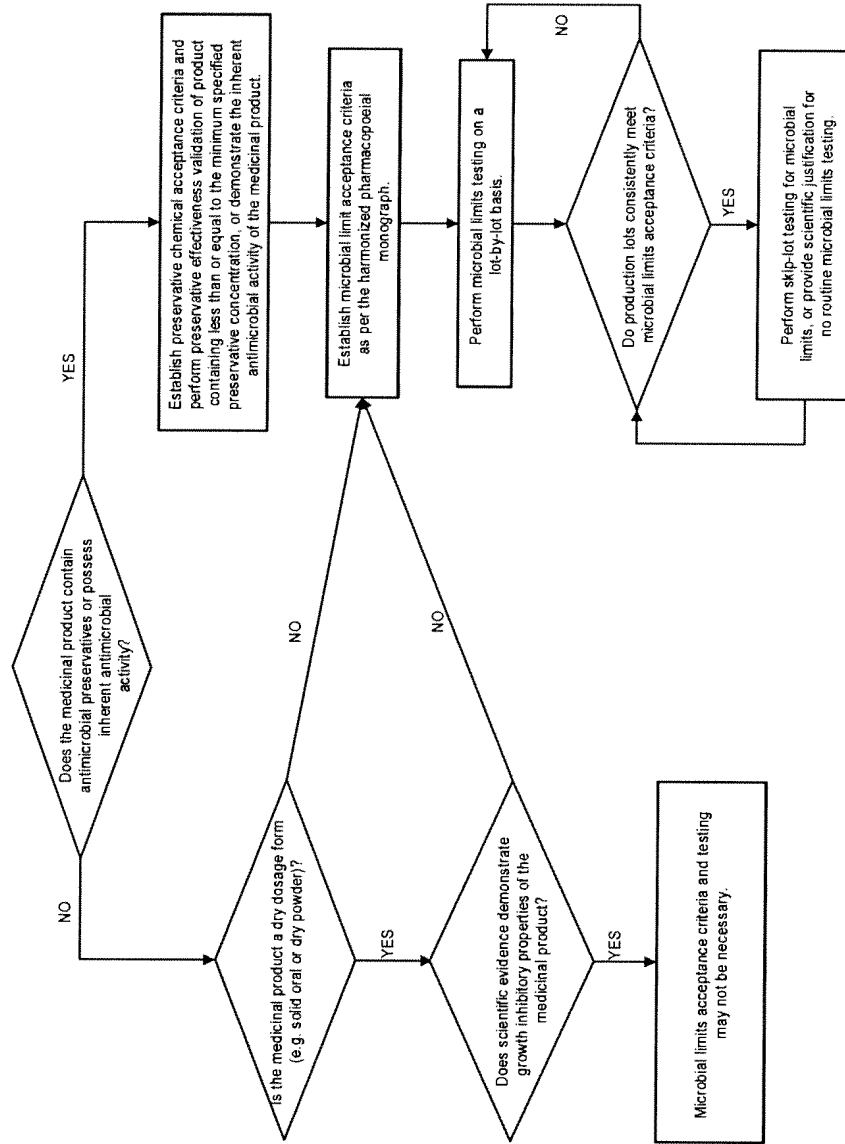 Does the medicinal product contain
antimicrobial preservatives or possess
inherent antimicrobial
activity?
NO
YES
Establish preservative chemical acceptance criteria and
perform preservative effectiveness validation of product
containing less than or equal to the minimum specified
preservative concentration, or demonstrate the inherent
antimicrobial activity of the medicinal product.
Is the medicinal product a dry dosage form
(e.g. solid oral or dry powder)?
NO
YES
Establish microbial limit acceptance criteria
as per the harmonized pharmacopoeial
monograph.
Does scientific evidence demonstrate
growth inhibitory properties of the
medicinal product?
NO
YES
Microbial limits acceptance criteria and testing
may not be necessary.
Perform microbial limits testing on a
lot-by-lot basis.
Do production lots consistently meet
microbial limits acceptance criteria?
NO
YES
Perform skip-lot testing for microbial
limits, or provide scientific justification for
no routine microbial limits testing.